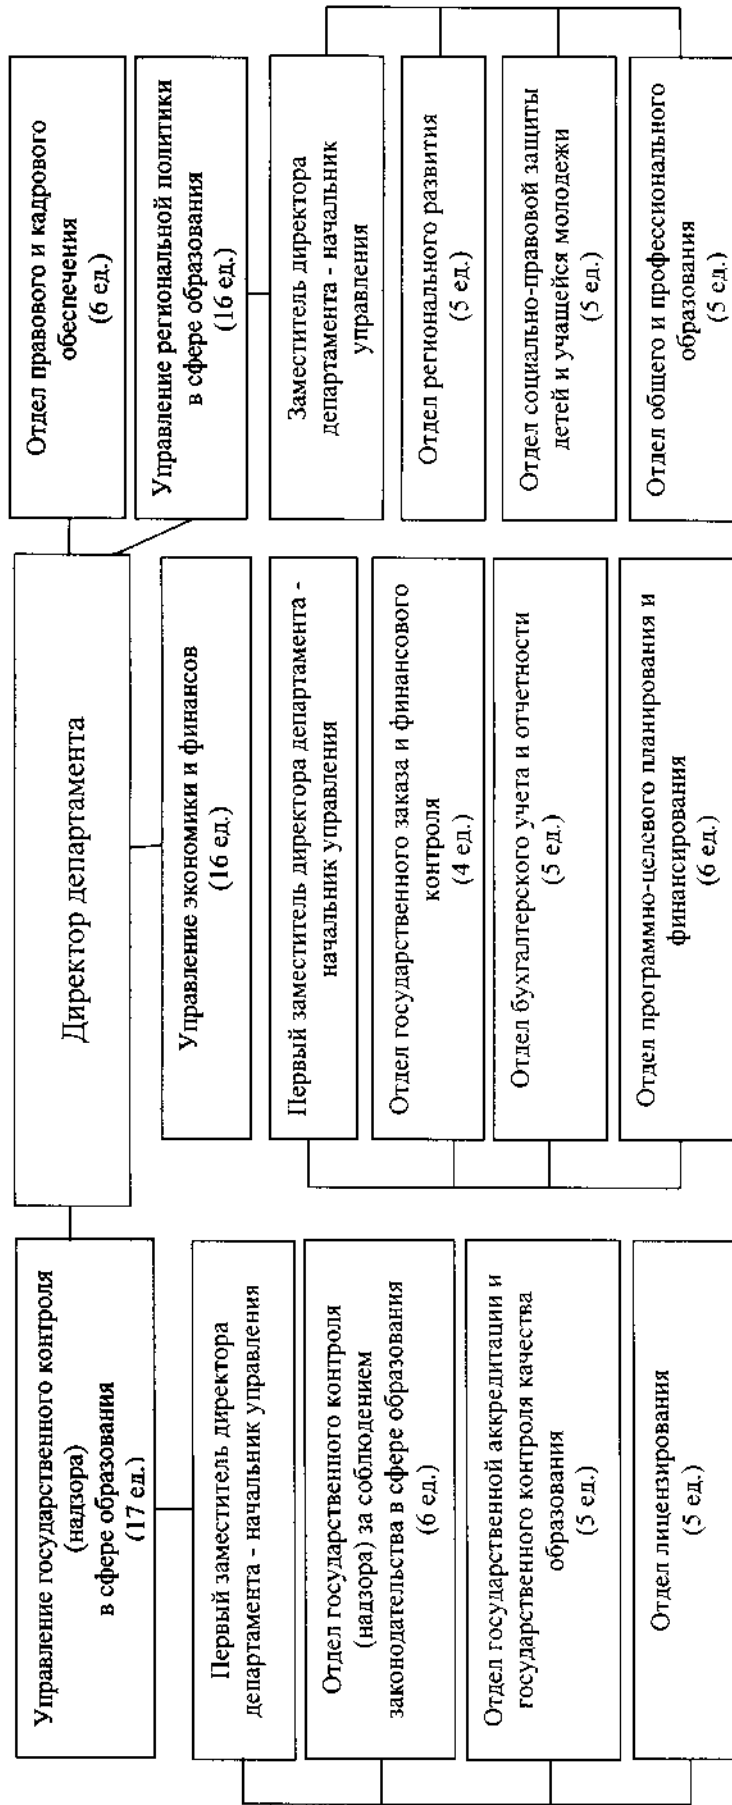 Директор департамента
Управление государственного контроля
(надзора)
в сфере образования
(17 ед.)
Первый заместитель директора
департамента - начальник управления
Отдел государственного контроля
(надзора) за соблюдением
законодательства в сфере образования
(6 ед.)
Отдел государственной аккредитации и
государственного контроля качества
образования
(5 ед.)
Отдел лицензирования
(5 ед.)
Управление экономики и финансов
(16 ед.)
Первый заместитель директора департамента -
начальник управления
Отдел государственного заказа и финансового
контроля
(4 ед.)
Отдел бухгалтерского учета и отчетности
(5 ед.)
Отдел программно-целевого планирования и
финансирования
(6 ед.)
Отдел правового и кадрового
обеспечения
(6 ед.)
Управление региональной политики
в сфере образования
(16 ед.)
Заместитель директора
департамента - начальник
управления
Отдел регионального развития
(5 ед.)
Отдел социально-правовой защиты
детей и учащейся молодежи
(5 ед.)
Отдел общего и профессионального
образования
(5 ед.)